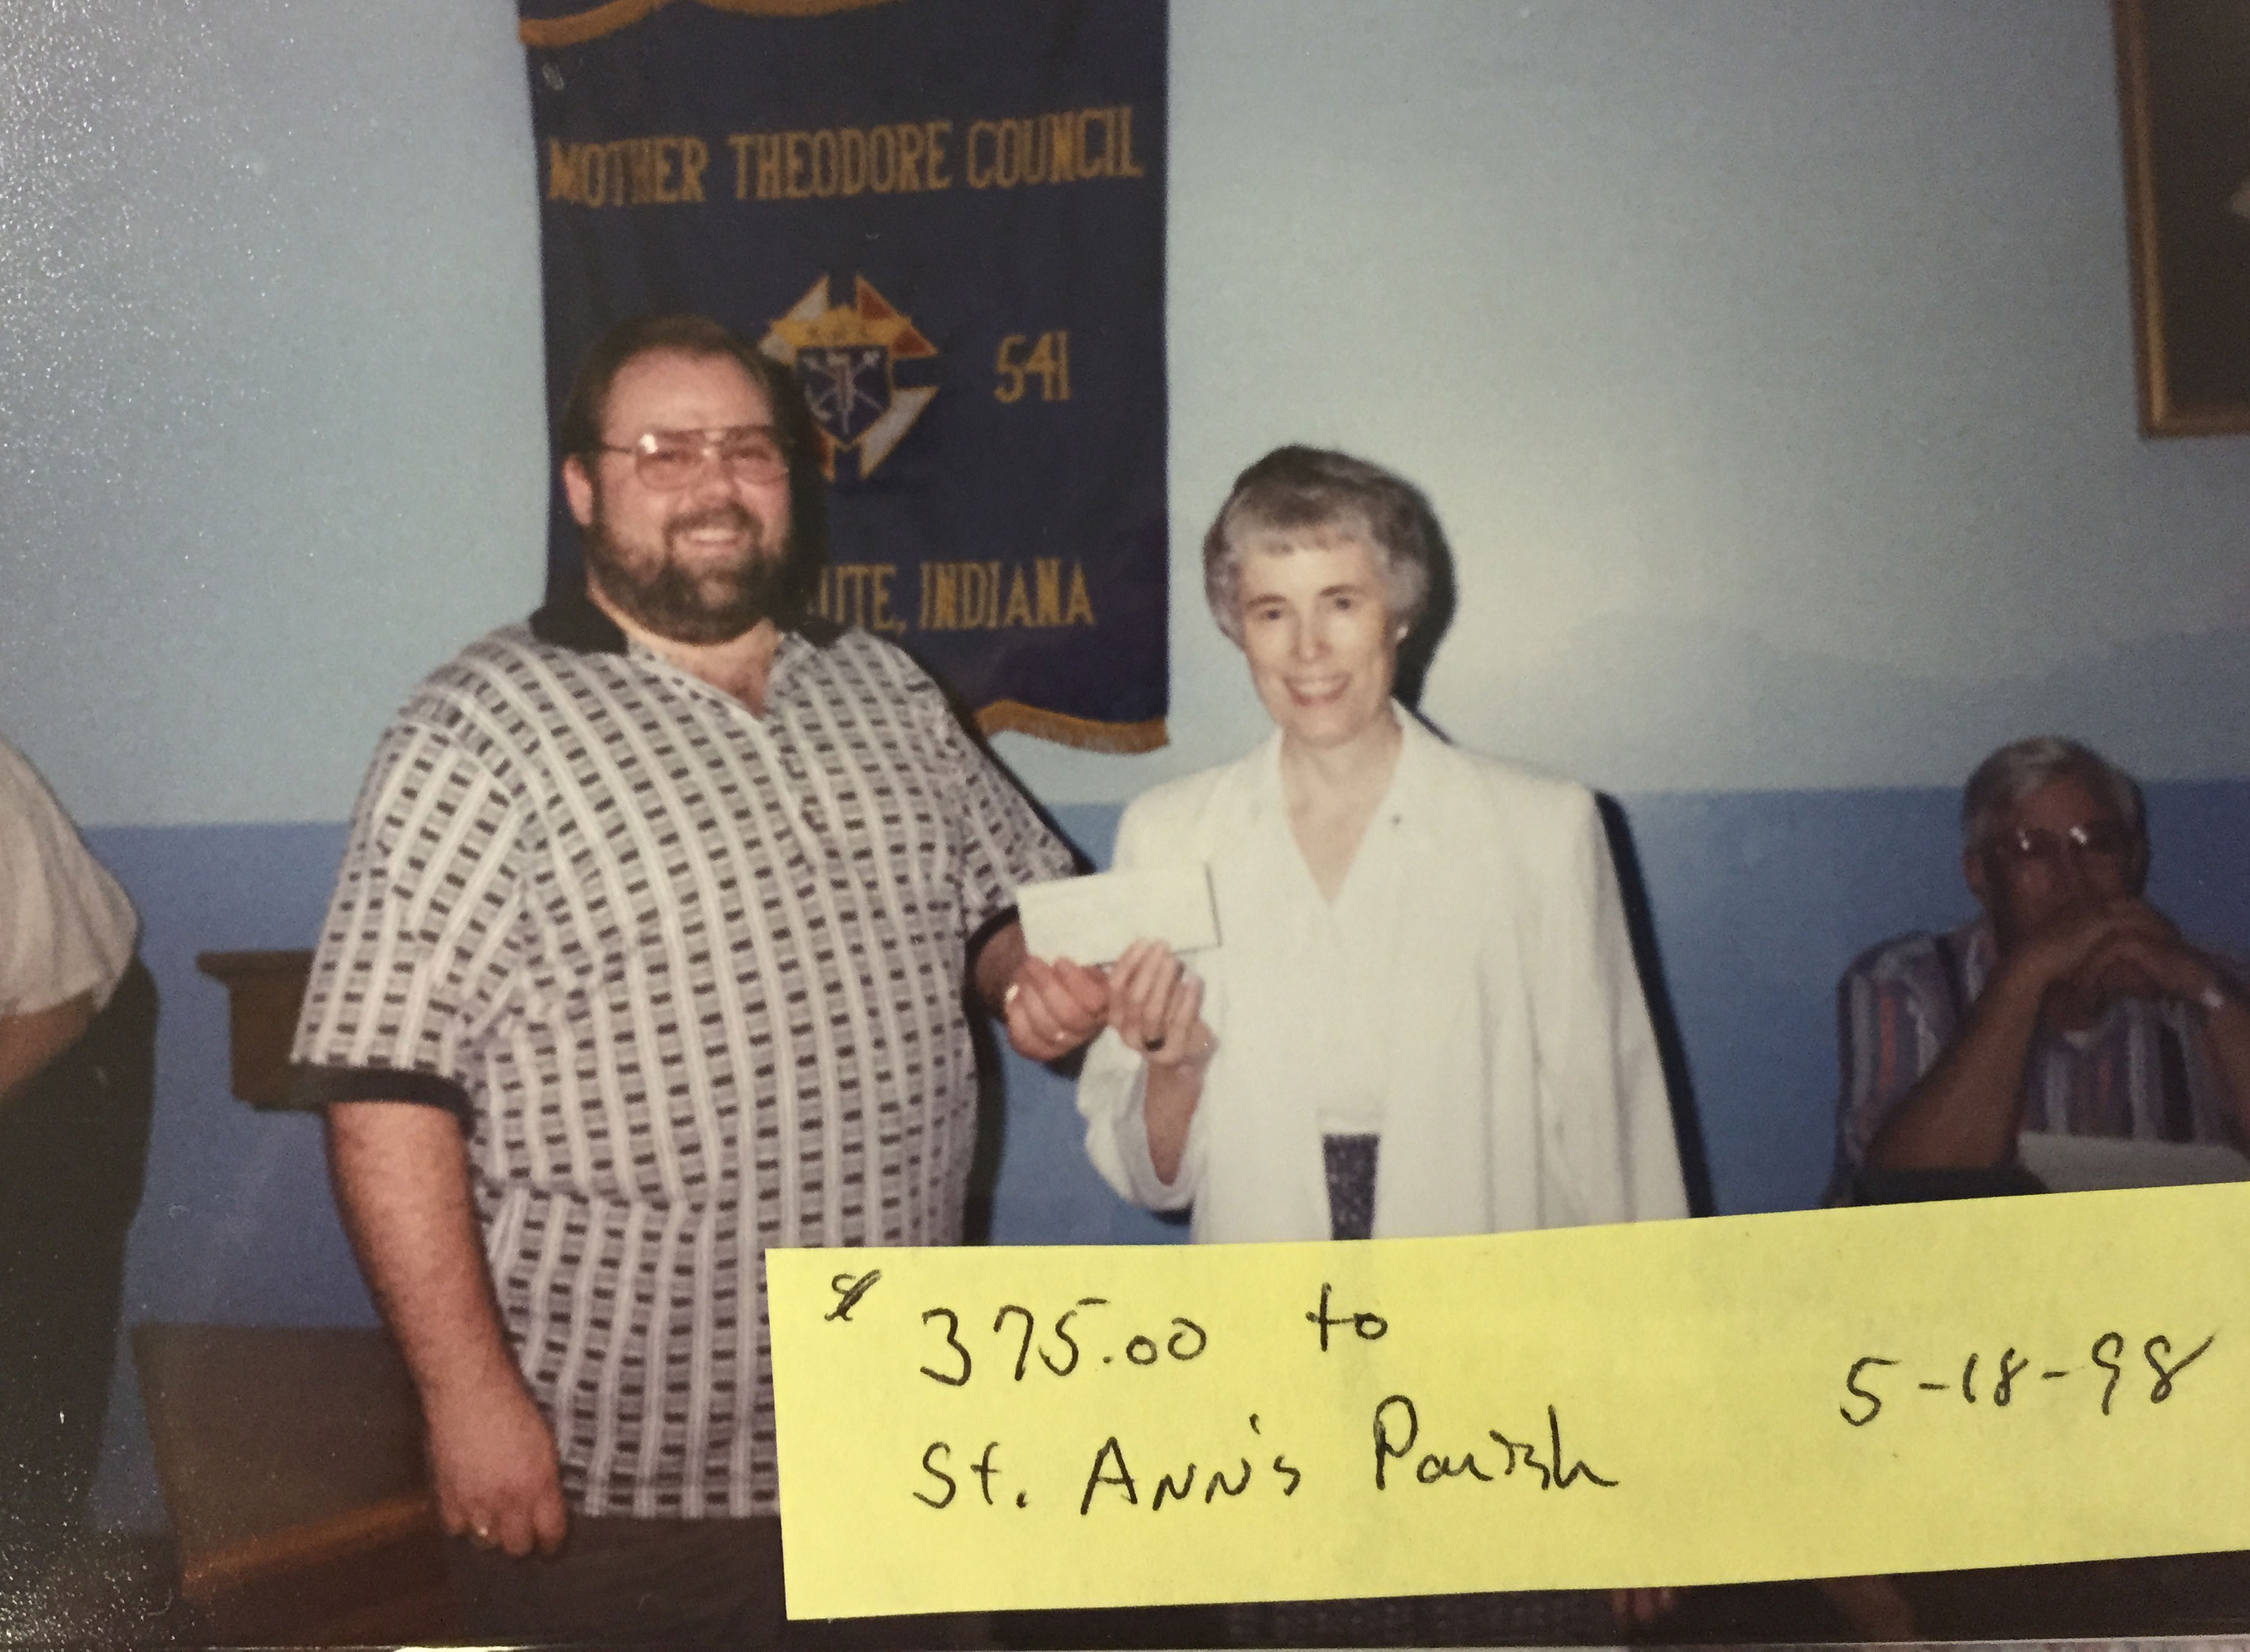 MOTHER THEODORE COUNCIL
541
UTE, INDIANA
$375.00 to
St. Ann's Parish
5-18-98